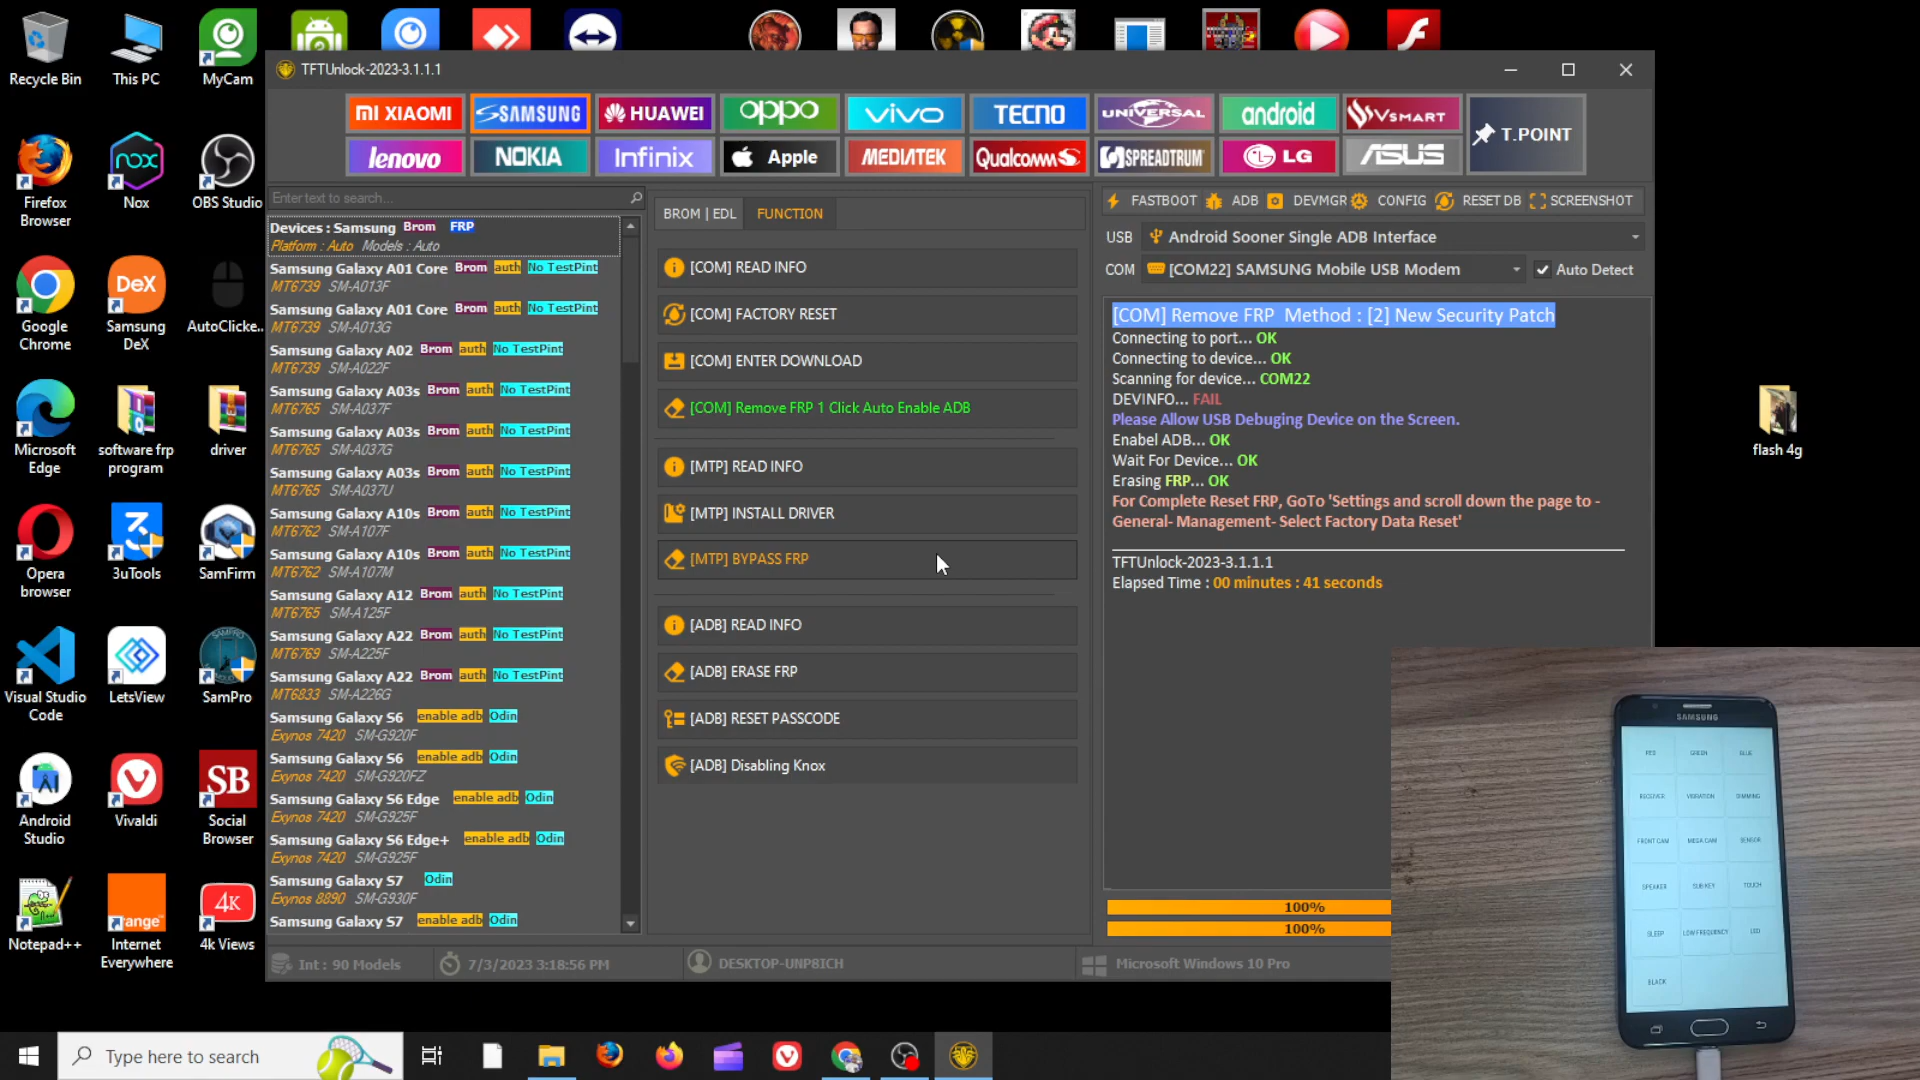 Recycle Bin
This PC
MyCam
TFTUnlock-2023-3.1.1.1
MI XIAOMI
SAMSUNG
HUAWEI
oppo
vivo
TECNO
UNIVERSAL
android
VSMART
T.POINT
lenovo
NOKIA
Infinix
Apple
MEDIATEK
QUALCOMM
SPREADTRUM
LG
ASUS
Firefox Browser
Nox
OBS Studio
Google Chrome
Samsung DeX
AutoClicke...
Microsoft Edge
software frp program
driver
Opera browser
3uTools
SamFirm
Visual Studio Code
LetsView
SamPro
Android Studio
Vivaldi
Social Browser
Notepad++
Internet Everywhere
4k Views
flash 4g
Enter text to search...
Devices : Samsung Brom FRP
Platform : Auto Models : Auto
Samsung Galaxy A01 Core Brom auth No TestPint
MT6739 SM-A013F
Samsung Galaxy A01 Core Brom auth No TestPint
MT6739 SM-A013G
Samsung Galaxy A02 Brom auth No TestPint
MT6739 SM-A022F
Samsung Galaxy A03s Brom auth No TestPint
MT6765 SM-A037F
Samsung Galaxy A03s Brom auth No TestPint
MT6765 SM-A037G
Samsung Galaxy A03s Brom auth No TestPint
MT6765 SM-A037U
Samsung Galaxy A10s Brom auth No TestPint
MT6762 SM-A107F
Samsung Galaxy A10s Brom auth No TestPint
MT6762 SM-A107M
Samsung Galaxy A12 Brom auth No TestPint
MT6765 SM-A125F
Samsung Galaxy A22 Brom auth No TestPint
MT6769 SM-A225F
Samsung Galaxy A22 Brom auth No TestPint
MT6833 SM-A226G
Samsung Galaxy S6 enable adb Odin
Exynos 7420 SM-G920F
Samsung Galaxy S6 enable adb Odin
Exynos 7420 SM-G920FZ
Samsung Galaxy S6 Edge enable adb Odin
Exynos 7420 SM-G925F
Samsung Galaxy S6 Edge+ enable adb Odin
Exynos 7420 SM-G925F
Samsung Galaxy S7 Odin
Exynos 8890 SM-G930F
Samsung Galaxy S7 enable adb Odin
BROM | EDL FUNCTION
[COM] READ INFO
[COM] FACTORY RESET
[COM] ENTER DOWNLOAD
[COM] Remove FRP 1 Click Auto Enable ADB
[MTP] READ INFO
[MTP] INSTALL DRIVER
[MTP] BYPASS FRP
[ADB] READ INFO
[ADB] ERASE FRP
[ADB] RESET PASSCODE
[ADB] Disabling Knox
FASTBOOT ADB DEVMGR CONFIG RESET DB SCREENSHOT
USB Android Sooner Single ADB Interface
COM [COM22] SAMSUNG Mobile USB Modem Auto Detect
[COM] Remove FRP Method : [2] New Security Patch
Connecting to port... OK
Connecting to device... OK
Scanning for device... COM22
DEVINFO... FAIL
Please Allow USB Debuging Device on the Screen.
Enabel ADB... OK
Wait For Device... OK
Erasing FRP... OK
For Complete Reset FRP, GoTo 'Settings and scroll down the page to -
General- Management- Select Factory Data Reset'
TFTUnlock-2023-3.1.1.1
Elapsed Time : 00 minutes : 41 seconds
100%
100%
Int : 90 Models
7/3/2023 3:18:56 PM
DESKTOP-UNP8ICH
Microsoft Windows 10 Pro
SAMSUNG
RED GREEN BLUE
RECEIVER VIBRATION DIMMING
FRONT CAM MEGA CAM SENSOR
SPEAKER SUB KEY TOUCH
SLEEP LOW FREQUENCY LED
BLACK
Type here to search